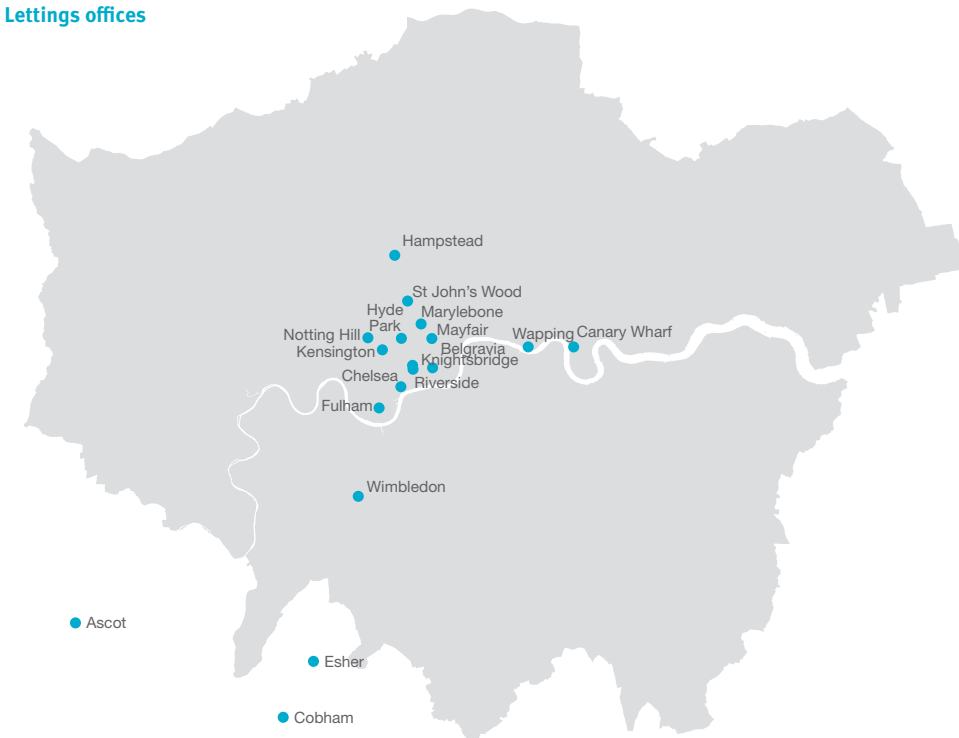 Lettings offices
Hampstead
St John’s Wood
Hyde
Park
Marylebone
Notting Hill
Mayfair
Wapping
Canary Wharf
Kensington
Belgravia
Knightsbridge
Chelsea
Riverside
Fulham
Wimbledon
Ascot
Esher
Cobham